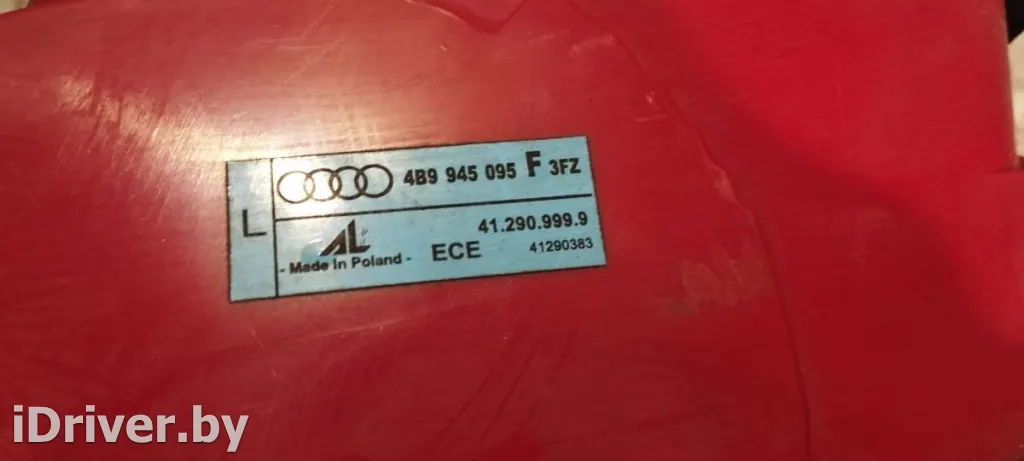 L
4B9 945 095 F 3FZ
AL
41.290.999.9
- Made in Poland - ECE 41290383
iDriver.by